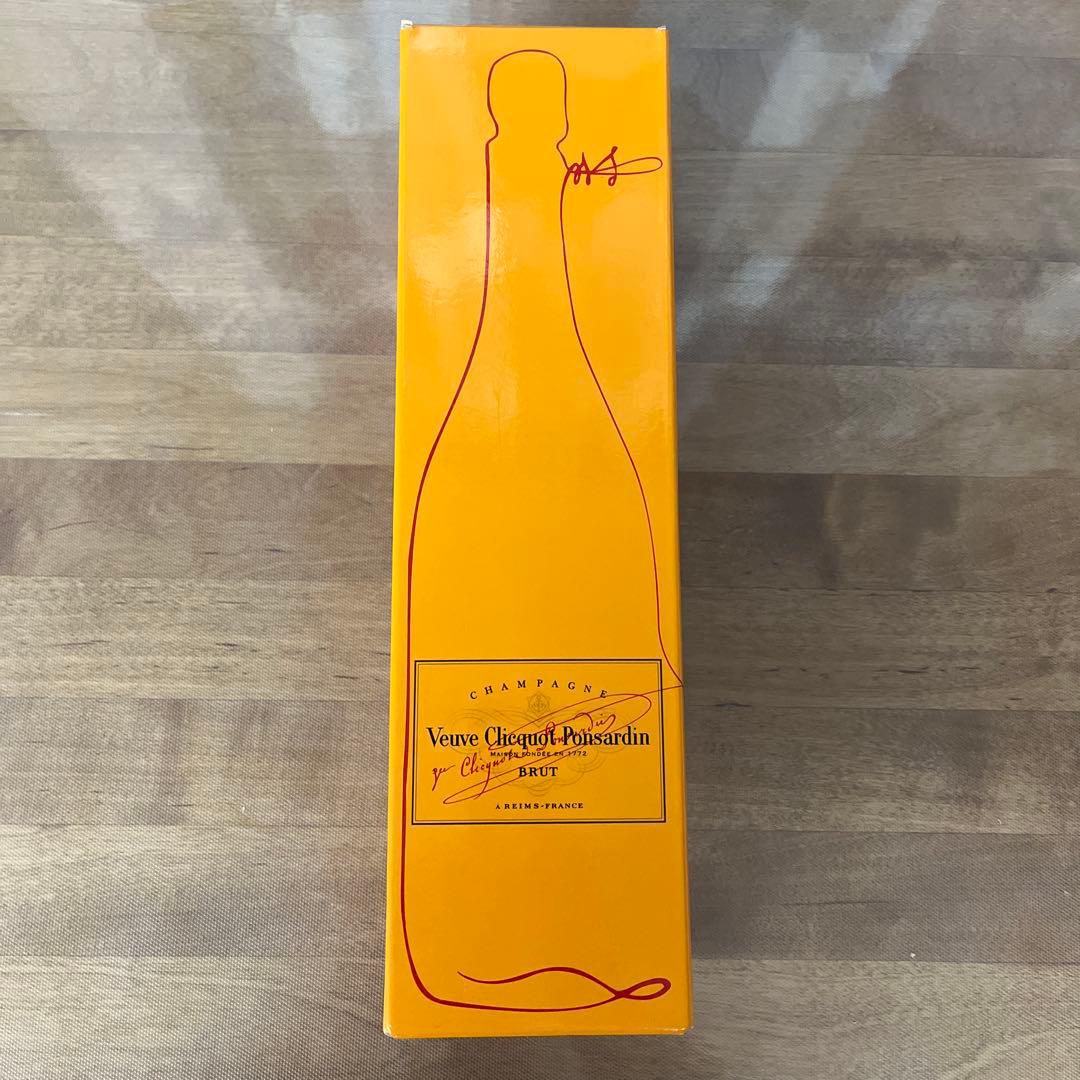 CHAMPAGNE
Veuve Clicquot Ponsardin
MAISON FONDÉE EN 1772
BRUT
À REIMS-FRANCE